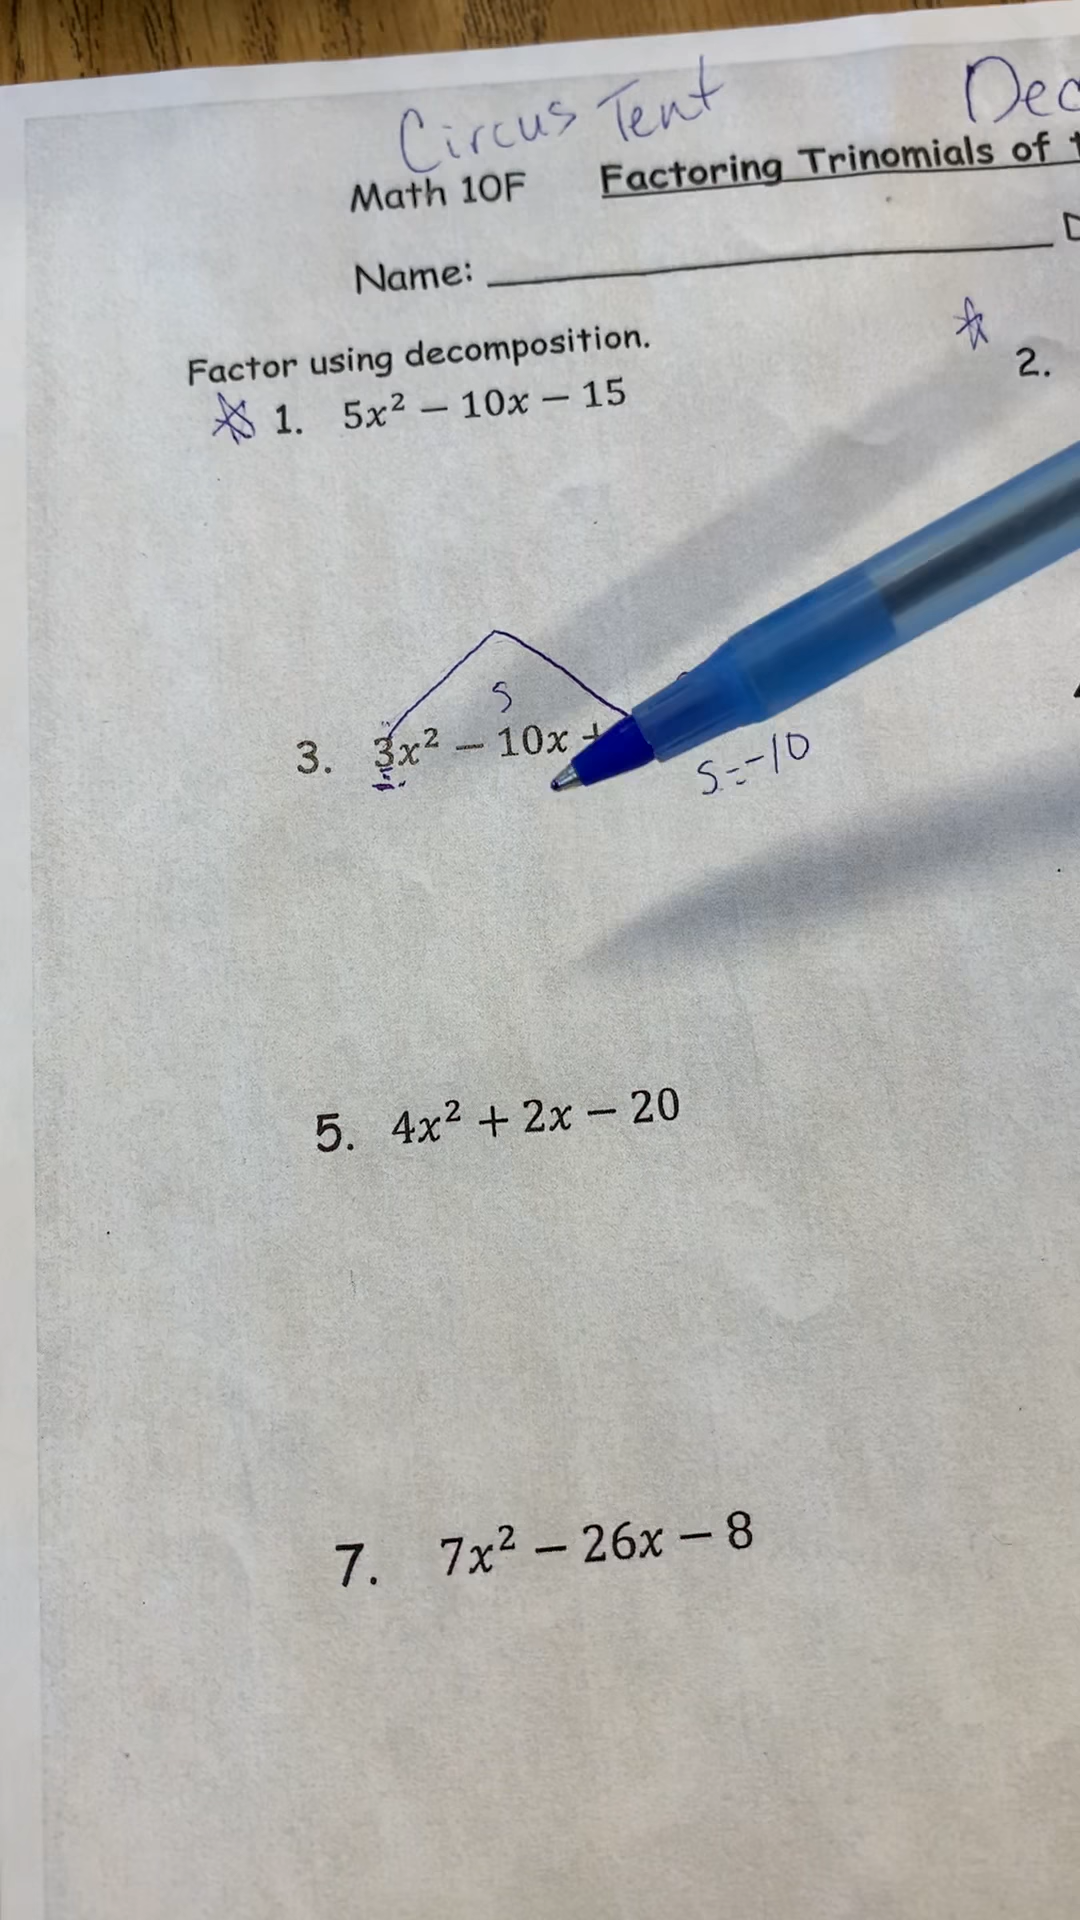 Circus Tent Dec
Math 10F Factoring Trinomials of
Name:
Factor using decomposition.
1. 5x² – 10x – 15
2.
S
3. 3x² – 10x +
S=-10
5. 4x² + 2x – 20
7. 7x² – 26x – 8